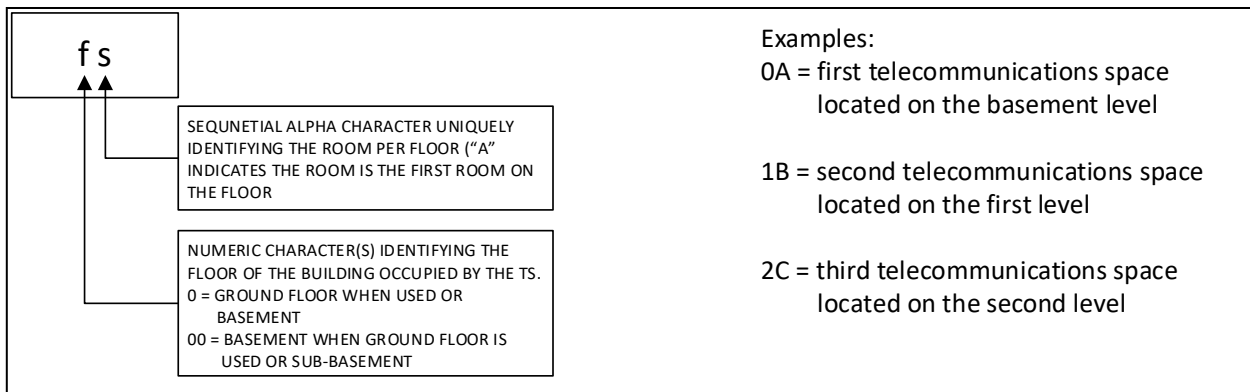 f s
SEQUNETIAL ALPHA CHARACTER UNIQUELY
IDENTIFYING THE ROOM PER FLOOR (“A”
INDICATES THE ROOM IS THE FIRST ROOM ON
THE FLOOR
NUMERIC CHARACTER(S) IDENTIFYING THE
FLOOR OF THE BUILDING OCCUPIED BY THE TS.
0 = GROUND FLOOR WHEN USED OR
BASEMENT
00 = BASEMENT WHEN GROUND FLOOR IS
USED OR SUB-BASEMENT
Examples:
0A = first telecommunications space
located on the basement level
1B = second telecommunications space
located on the first level
2C = third telecommunications space
located on the second level